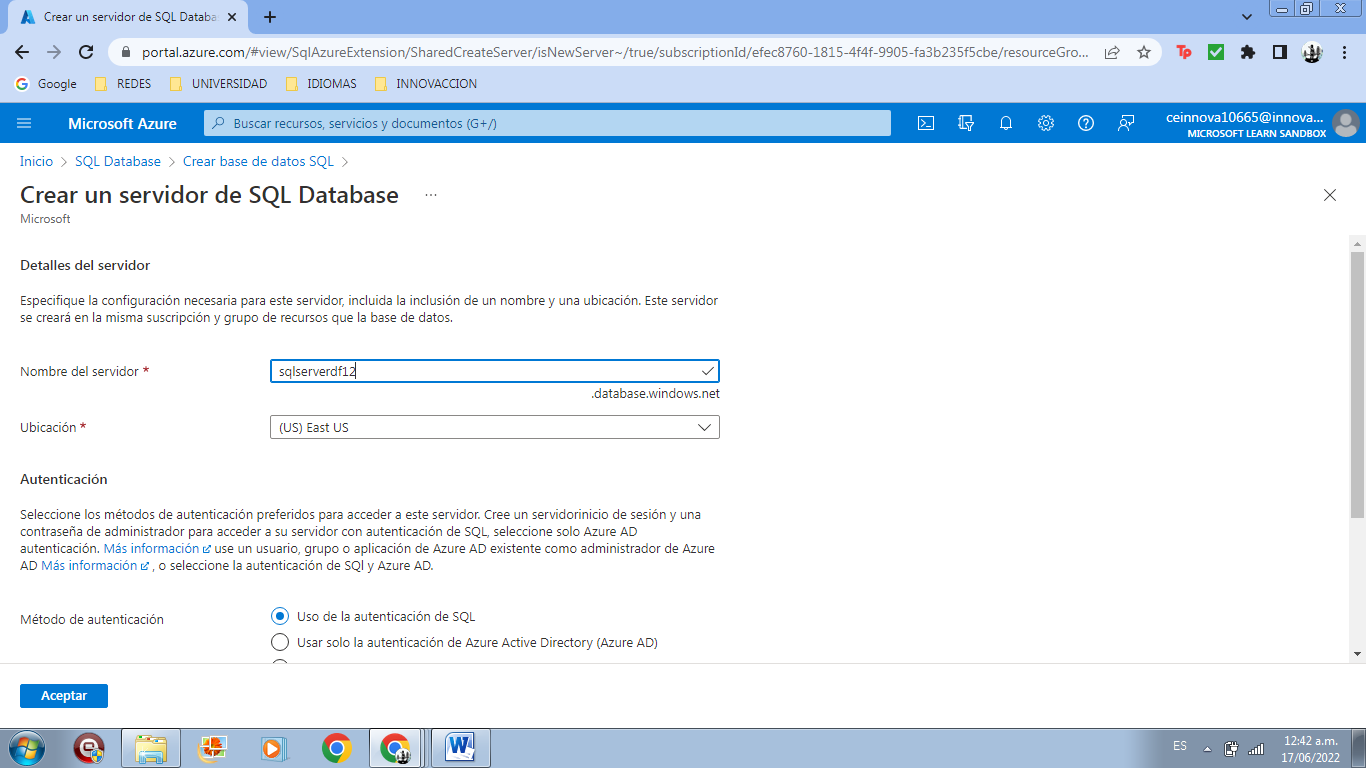 Crear un servidor de SQL Databa
portal.azure.com/#view/SqlAzureExtension/SharedCreateServer/isNewServer~/true/subscriptionId/efec8760-1815-4f4f-9905-fa3b235f5cbe/resourceGro...
Google REDES UNIVERSIDAD IDIOMAS INNOVACCION
Microsoft Azure Buscar recursos, servicios y documentos (G+/) ceinnova10665@innova...
MICROSOFT LEARN SANDBOX
Inicio > SQL Database > Crear base de datos SQL >
Crear un servidor de SQL Database ...
Microsoft
Detalles del servidor
Especifique la configuración necesaria para este servidor, incluida la inclusión de un nombre y una ubicación. Este servidor
se creará en la misma suscripción y grupo de recursos que la base de datos.
Nombre del servidor * sqlserverdf12
.database.windows.net
Ubicación * (US) East US
Autenticación
Seleccione los métodos de autenticación preferidos para acceder a este servidor. Cree un servidorinicio de sesión y una
contraseña de administrador para acceder a su servidor con autenticación de SQL, seleccione solo Azure AD
autenticación. Más información use un usuario, grupo o aplicación de Azure AD existente como administrador de Azure
AD Más información , o seleccione la autenticación de SQl y Azure AD.
Método de autenticación Uso de la autenticación de SQL
Usar solo la autenticación de Azure Active Directory (Azure AD)
Aceptar
ES 12:42 a.m.
17/06/2022